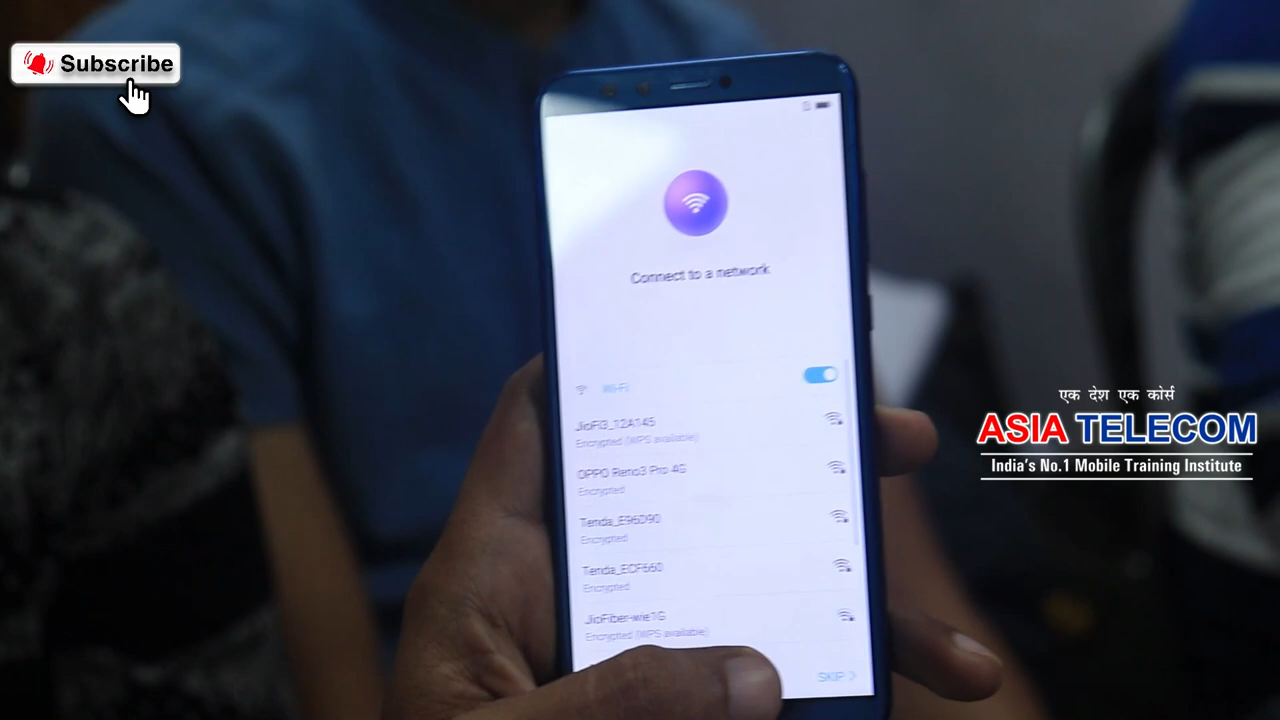 Subscribe
Connect to a network
Wi-Fi
JioFi3_12A145
Encrypted (WPS available)
OPPO Reno3 Pro 4G
Encrypted
Tenda_E96D90
Encrypted
Tenda_ECF660
Encrypted
JioFiber-wie1G
Encrypted (WPS available)
SKIP
एक देश एक कोर्स
ASIA TELECOM
India's No.1 Mobile Training Institute